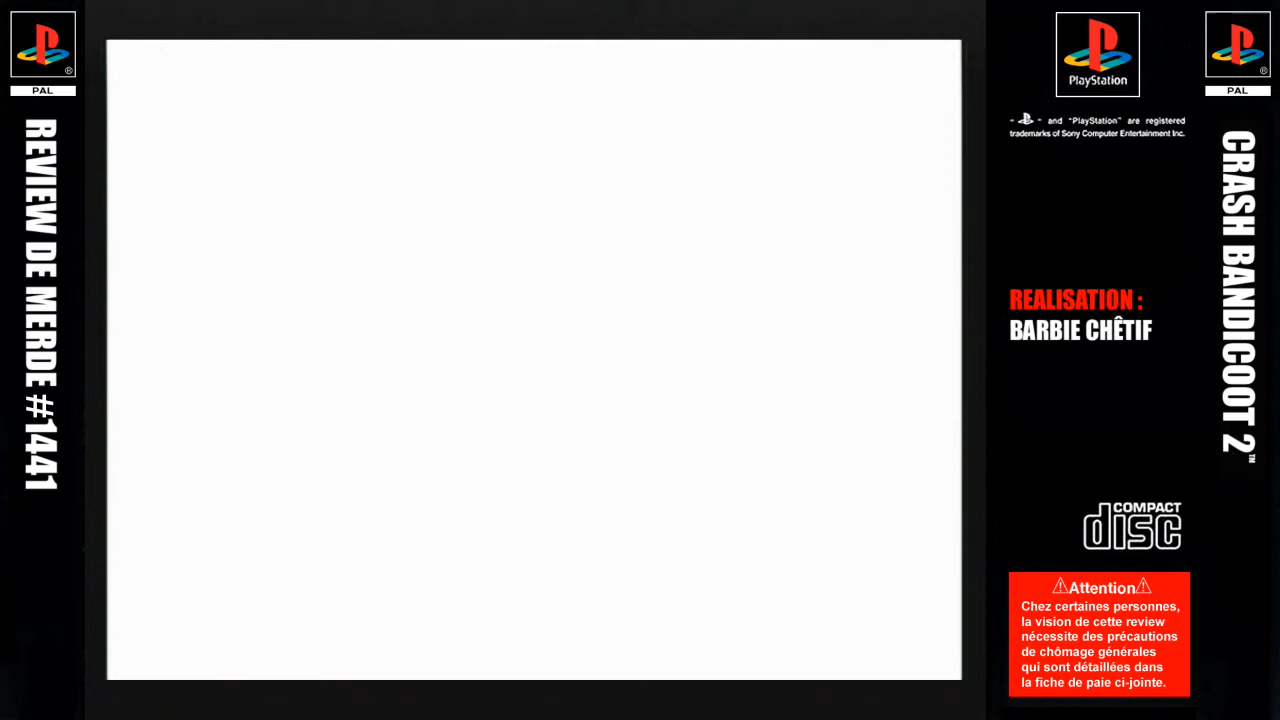 PAL
REVIEW DE MERDE #1441
PlayStation
- - and "PlayStation" are registered
trademarks of Sony Computer Entertainment Inc.
REALISATION :
BARBIE CHÊTIF
COMPACT
disc
⚠Attention⚠
Chez certaines personnes,
la vision de cette review
nécessite des précautions
de chômage générales
qui sont détaillées dans
la fiche de paie ci-jointe.
PAL
CRASH BANDICOOT 2™